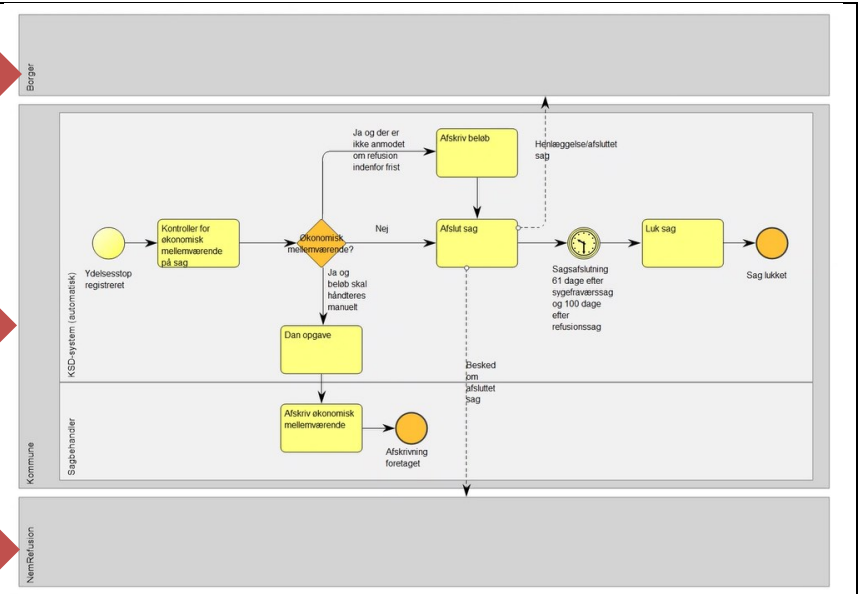 Borger
Kommune
KSD-system (automatisk)
Ydelsesstop
registreret
Kontroller for
økonomisk
mellemværende
på sag
Økonomisk
mellemværende?
Ja og der er
ikke anmodet
om refusion
indenfor frist
Afskriv beløb
Nej
Afslut sag
Henlæggelse/afsluttet
sag
Sagsafslutning
61 dage efter
sygefraværssag
og 100 dage
efter
refusionssag
Luk sag
Sag lukket
Ja og
beløb skal
håndteres
manuelt
Dan opgave
Besked
om
afsluttet
sag
Sagbehandler
Afskriv økonomisk
mellemværende
Afskrivning
foretaget
NemRefusion